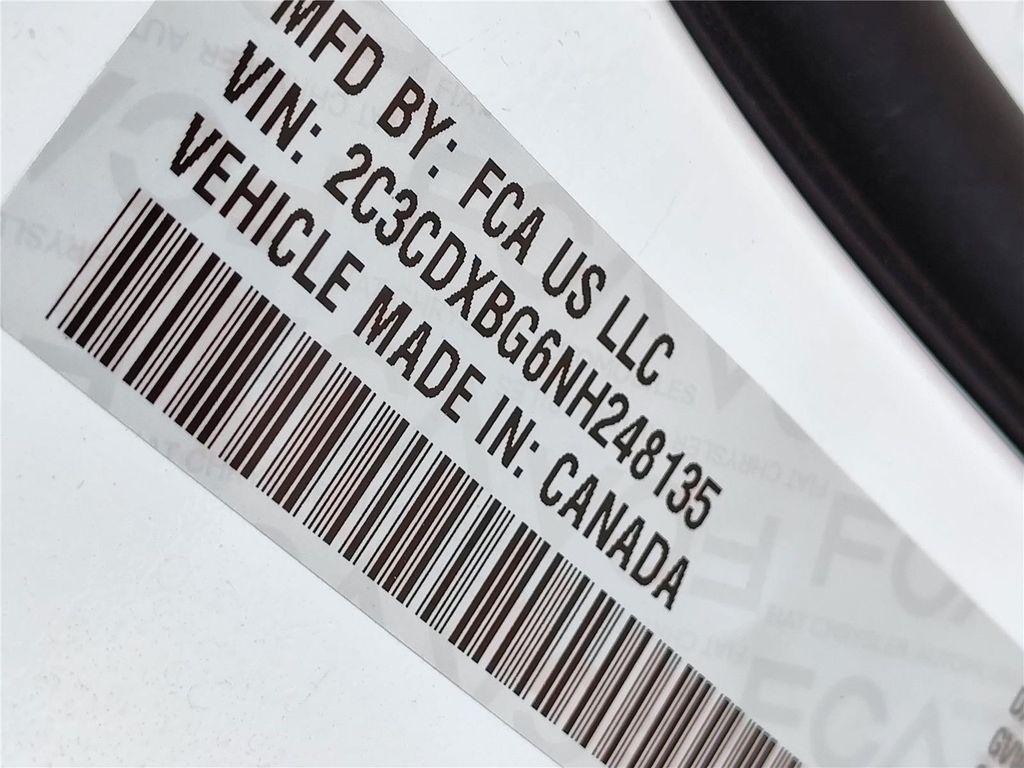 MFD BY: FCA US LLC
VIN: 2C3CDXBG6NH248135
VEHICLE MADE IN: CANADA